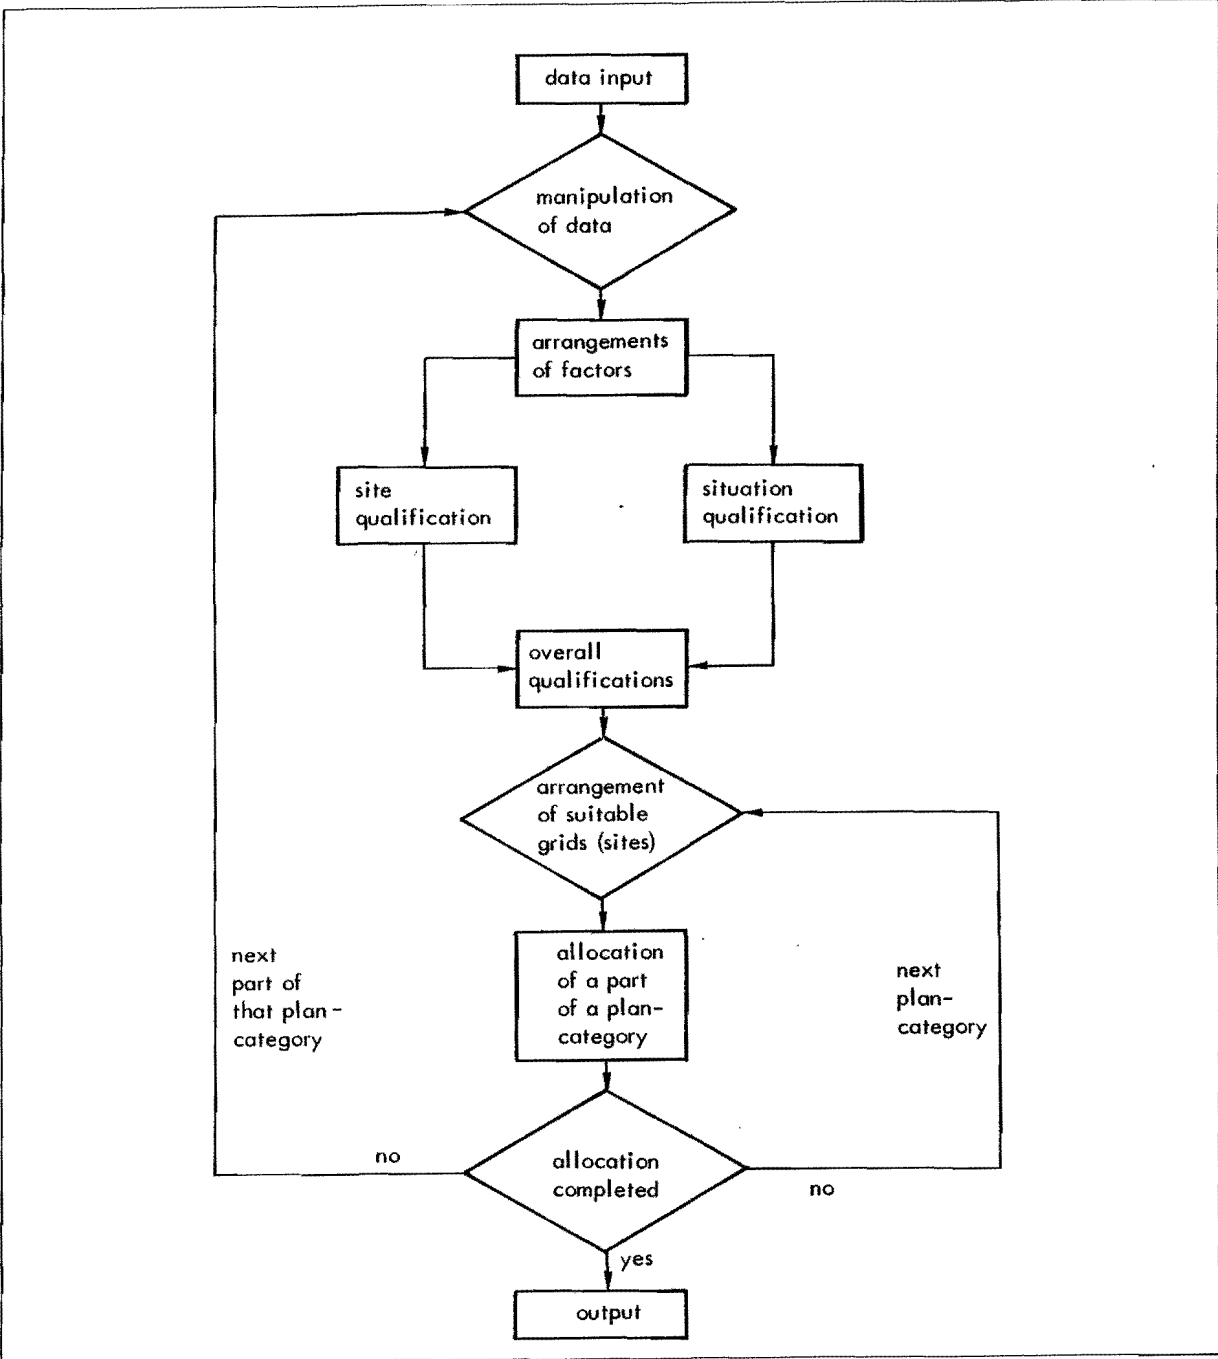 data input
manipulation
of data
arrangements
of factors
site
qualification
situation
qualification
overall
qualifications
arrangement
of suitable
grids (sites)
allocation
of a part
of a plan-
category
next
part of
that plan-
category
next
plan-
category
no
allocation
completed
no
yes
output